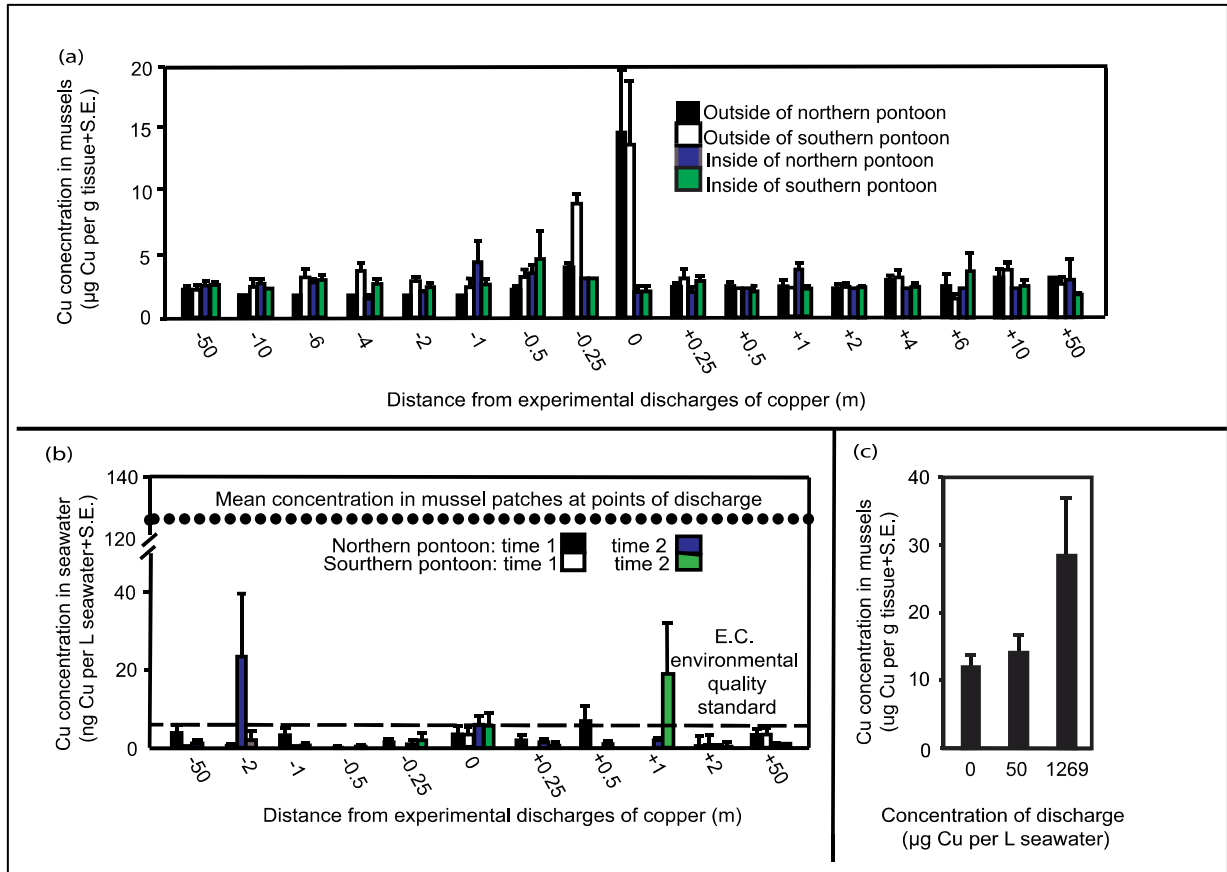 (a)
Cu conecntration in mussels
(µg Cu per g tissue+S.E.)
20
15
10
5
0
Outside of northern pontoon
Outside of southern pontoon
Inside of northern pontoon
Inside of southern pontoon
-50 -10 -6 -4 -2 -1 -0.5 -0.25 0 +0.25 +0.5 +1 +2 +4 +6 +10 +50
Distance from experimental discharges of copper (m)
(b)
Cu concentration in seawater
(ng Cu per L seawater+S.E.)
140
120
40
20
0
Mean concentration in mussel patches at points of discharge
Northern pontoon: time 1 time 2
Sourthern pontoon: time 1 time 2
E.C.
environmental
quality
standard
-50 -2 -1 -0.5 -0.25 0 +0.25 +0.5 +1 +2 +50
Distance from experimental discharges of copper (m)
(c)
Cu concentration in mussels
(ug Cu per g tissue+S.E.)
40
30
20
10
0
0 50 1269
Concentration of discharge
(µg Cu per L seawater)